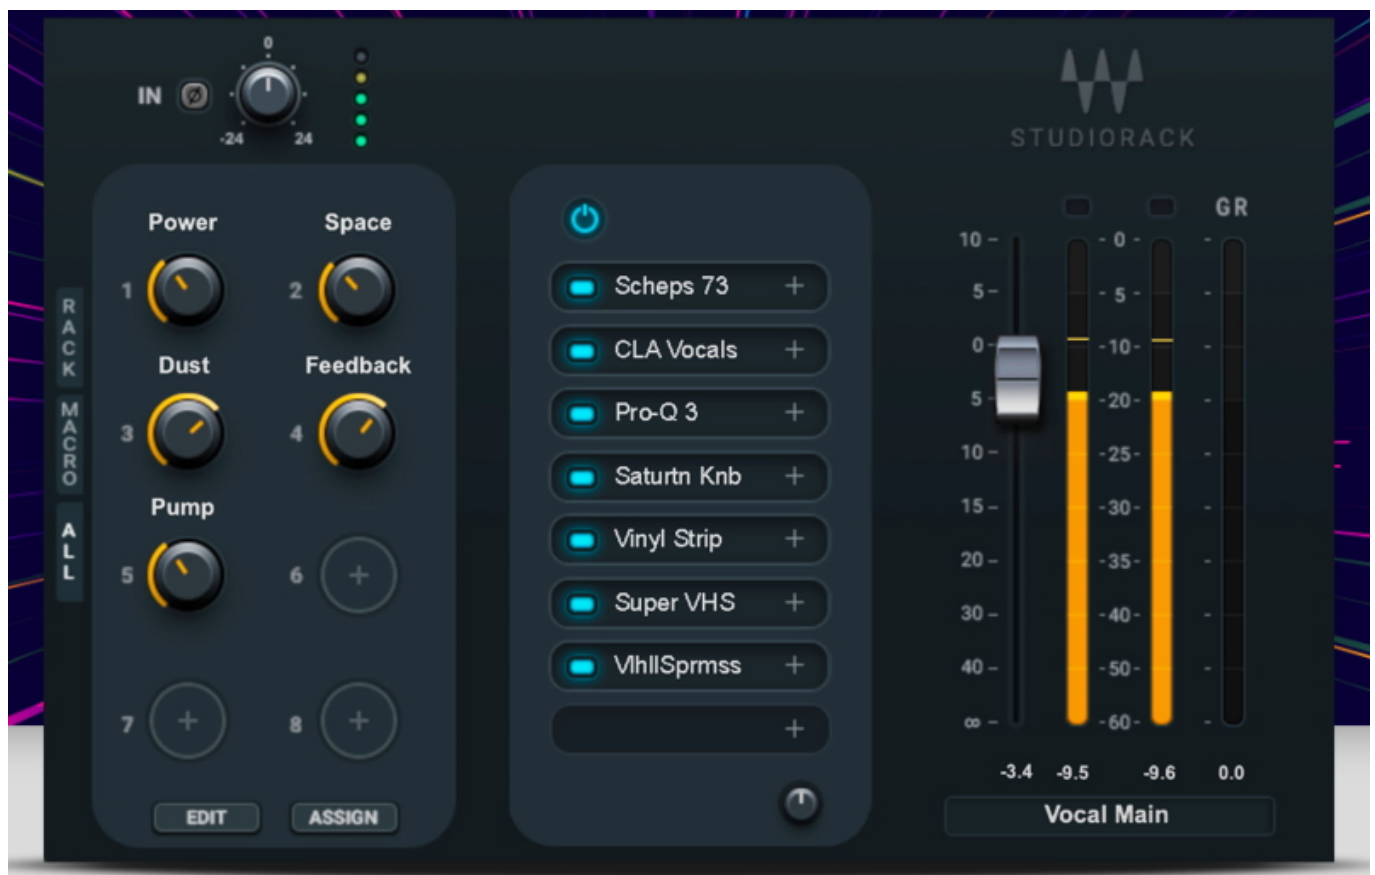 0
IN
-24 24
STUDIORACK
Power Space
1 2
Dust Feedback
3 4
Pump
5 6
7 8
EDIT ASSIGN
RACK
MACRO
ALL
Scheps 73 +
CLA Vocals +
Pro-Q 3 +
Saturtn Knb +
Vinyl Strip +
Super VHS +
VlhllSprmss +
+
GR
10 - - 0 - -
5 - - 5 - -
0 - -10- -
5 - -20- -
10 - -25- -
15 - -30- -
20 - -35- -
30 - -40- -
40 - -50- -
∞ - -60- -
-3.4 -9.5 -9.6 0.0
Vocal Main